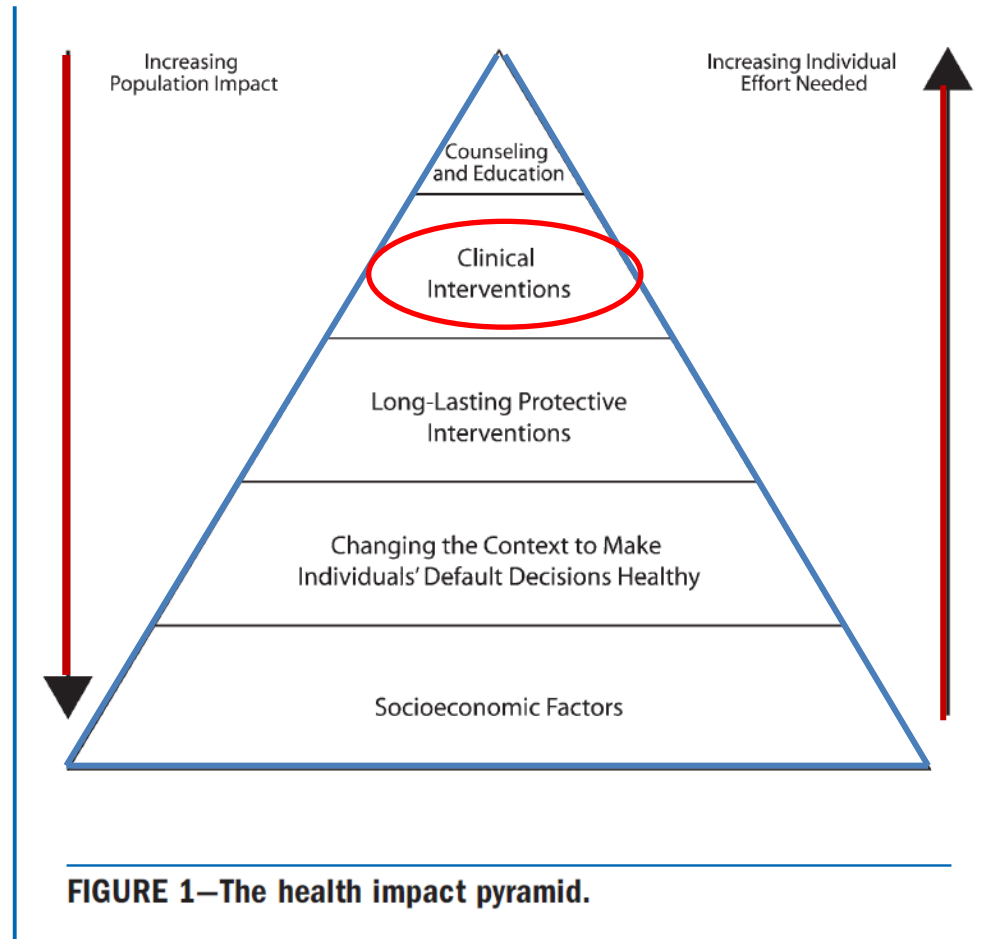 Increasing
Population Impact
Increasing Individual
Effort Needed
Counseling
and Education
Clinical
Interventions
Long-Lasting Protective
Interventions
Changing the Context to Make
Individuals’ Default Decisions Healthy
Socioeconomic Factors
FIGURE 1—The health impact pyramid.